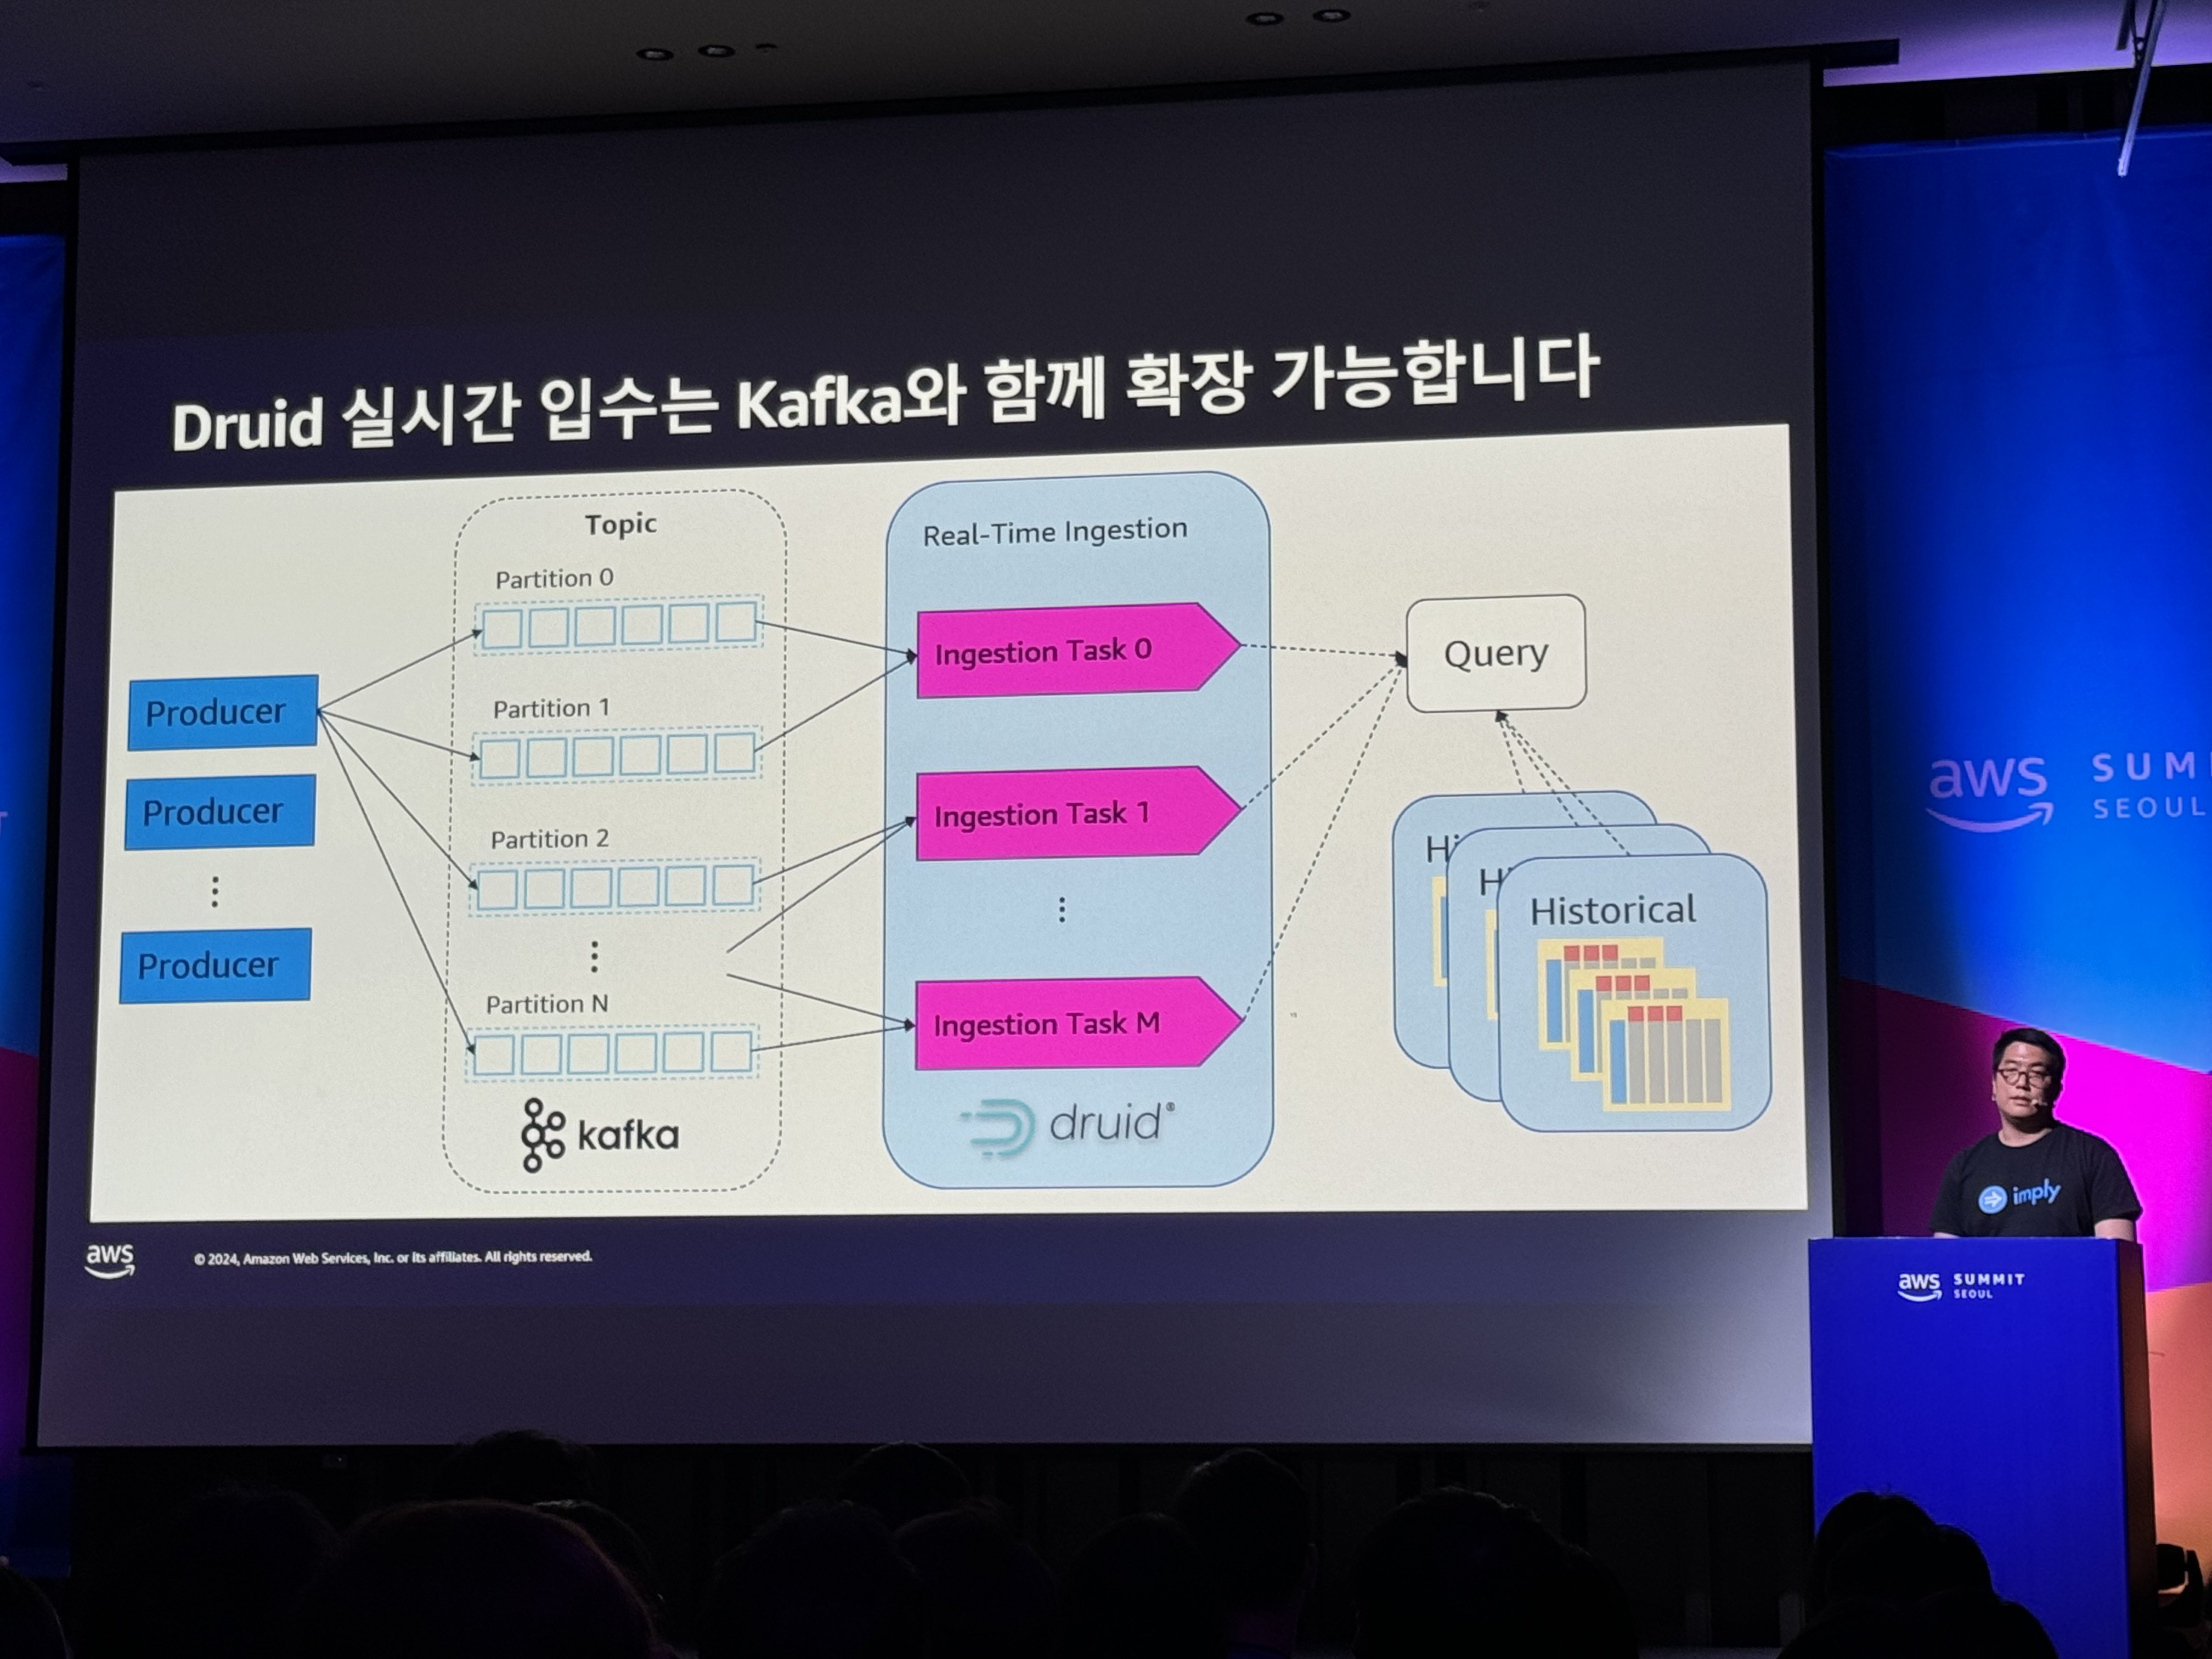 Druid 실시간 입수는 Kafka와 함께 확장 가능합니다
Topic
Partition 0
Partition 1
Partition 2
Partition N
kafka
Producer
Producer
Producer
Real-Time Ingestion
Ingestion Task 0
Ingestion Task 1
Ingestion Task M
druid®
Query
Hi
H
Historical
aws
© 2024, Amazon Web Services, Inc. or its affiliates. All rights reserved.
aws SUMM
SEOUL
imply
aws SUMMIT
SEOUL